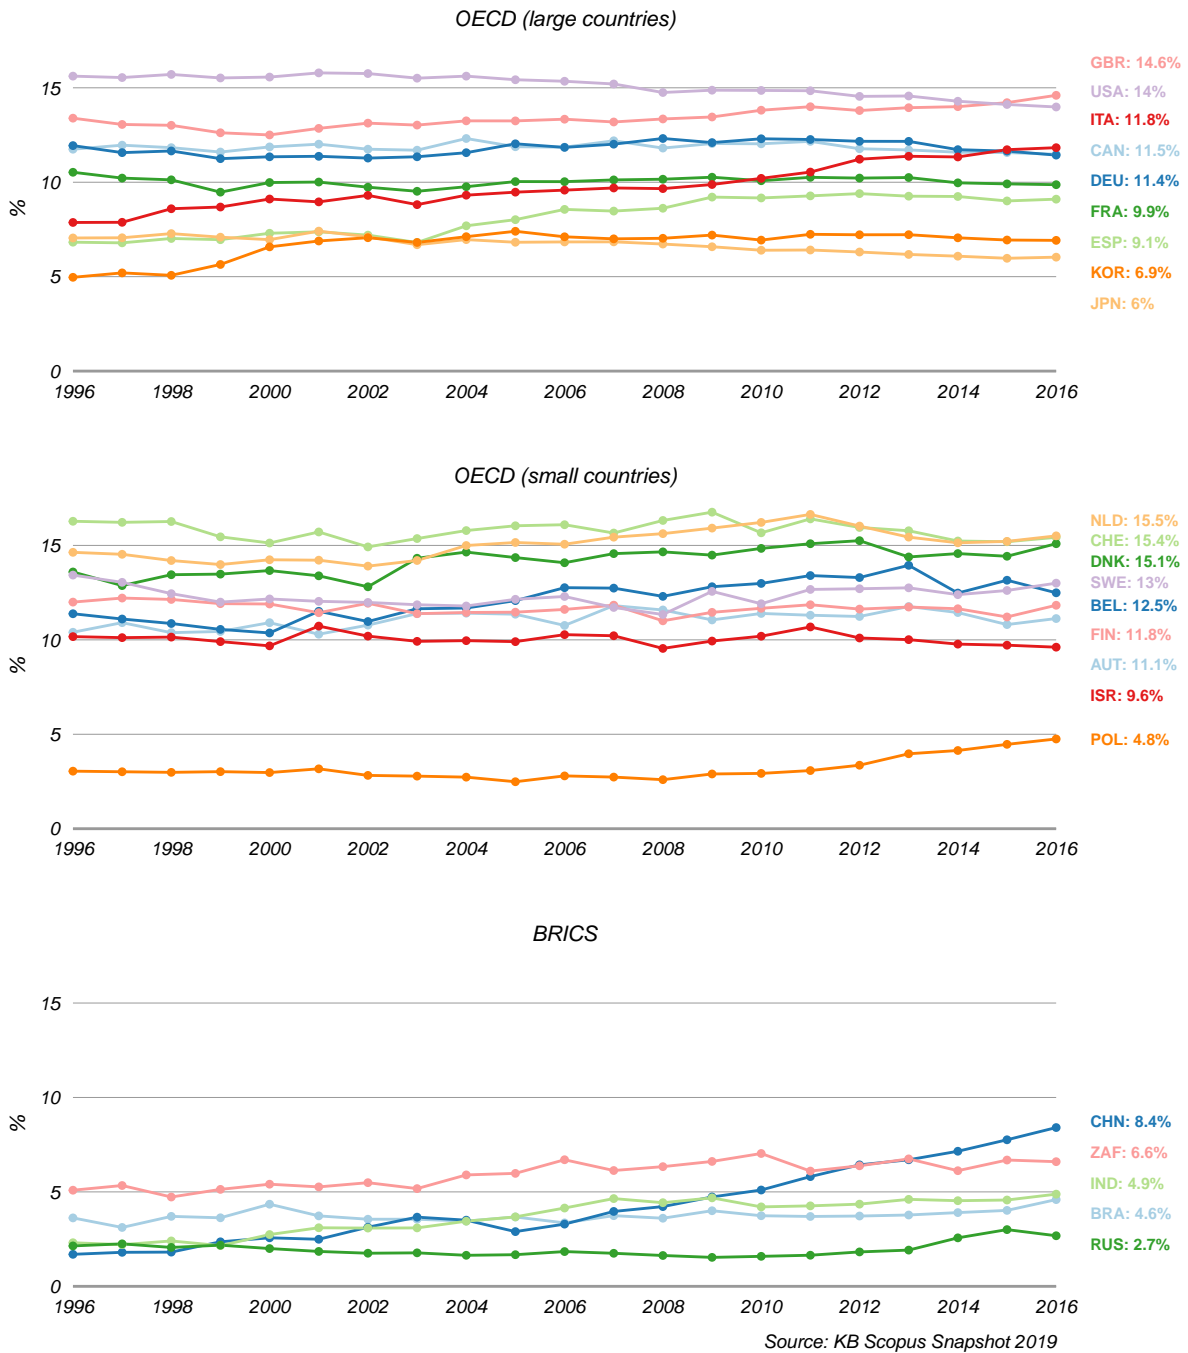 OECD (large countries)
15
10
5
0
%
1996 1998 2000 2002 2004 2006 2008 2010 2012 2014 2016
GBR: 14.6%
USA: 14%
ITA: 11.8%
CAN: 11.5%
DEU: 11.4%
FRA: 9.9%
ESP: 9.1%
KOR: 6.9%
JPN: 6%
OECD (small countries)
15
10
5
0
%
1996 1998 2000 2002 2004 2006 2008 2010 2012 2014 2016
NLD: 15.5%
CHE: 15.4%
DNK: 15.1%
SWE: 13%
BEL: 12.5%
FIN: 11.8%
AUT: 11.1%
ISR: 9.6%
POL: 4.8%
BRICS
15
10
5
0
%
1996 1998 2000 2002 2004 2006 2008 2010 2012 2014 2016
CHN: 8.4%
ZAF: 6.6%
IND: 4.9%
BRA: 4.6%
RUS: 2.7%
Source: KB Scopus Snapshot 2019